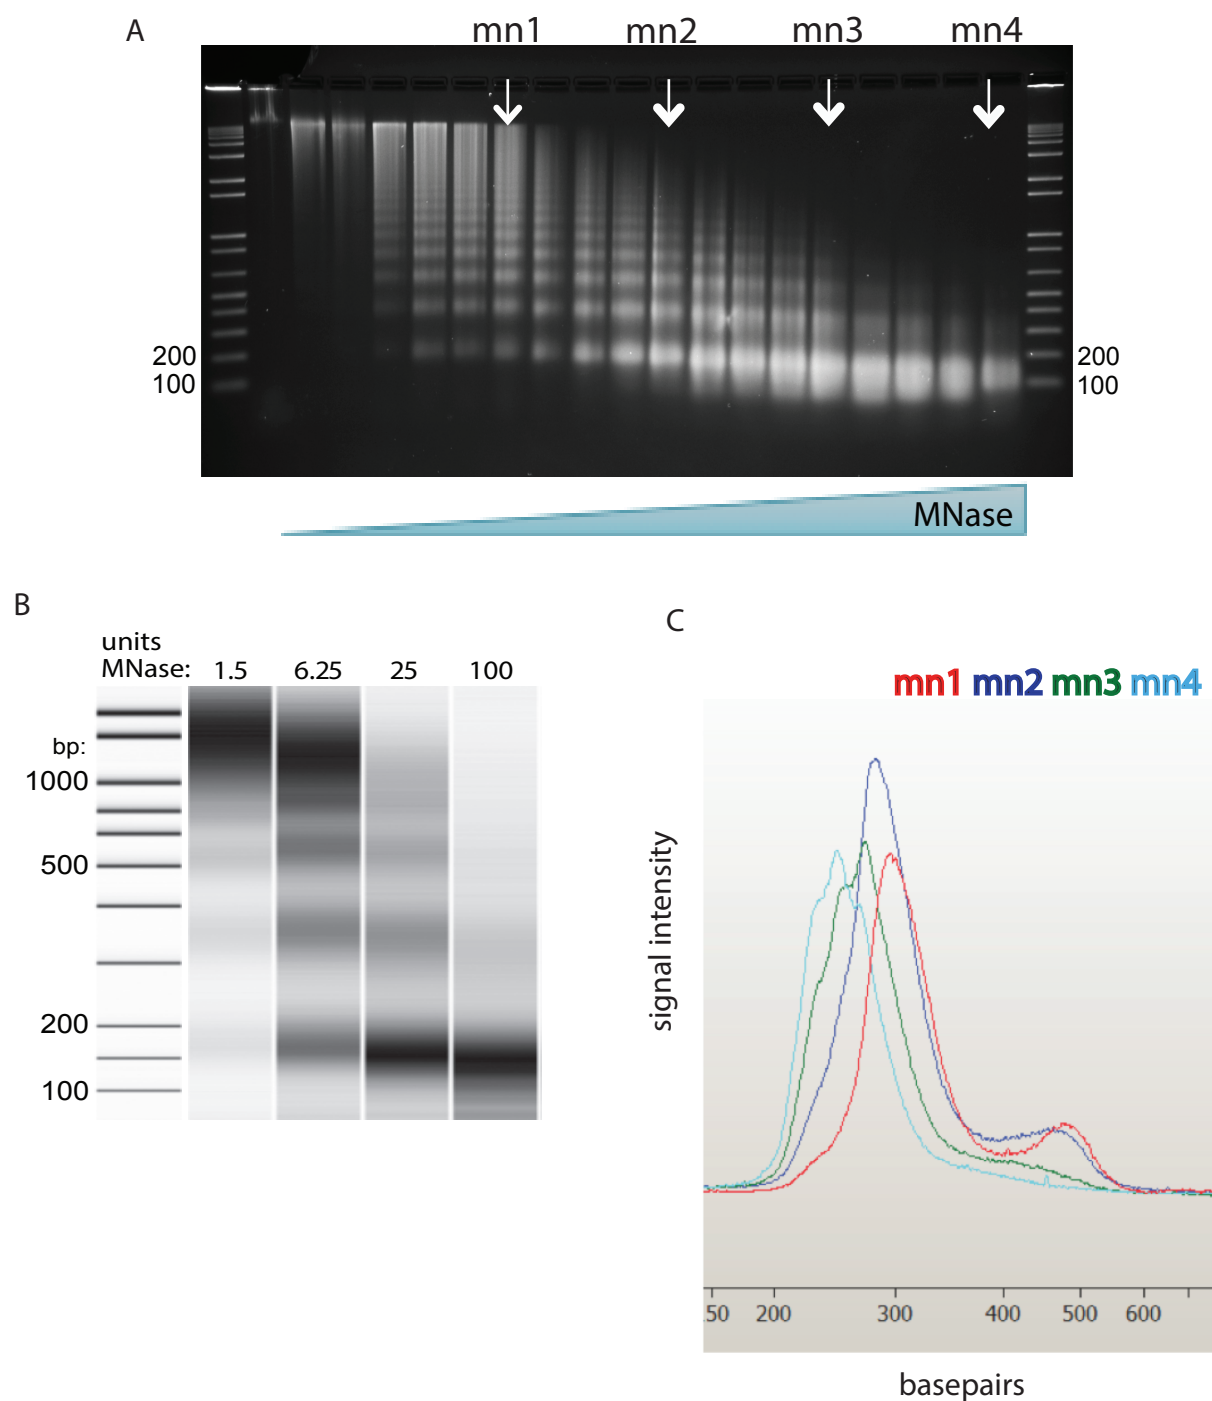 A
mn1 mn2 mn3 mn4
200 200
100 100
MNase
B
units
MNase: 1.5 6.25 25 100
bp:
1000
500
200
100
C
mn1 mn2 mn3 mn4
signal intensity
50 200 300 400 500 600
basepairs